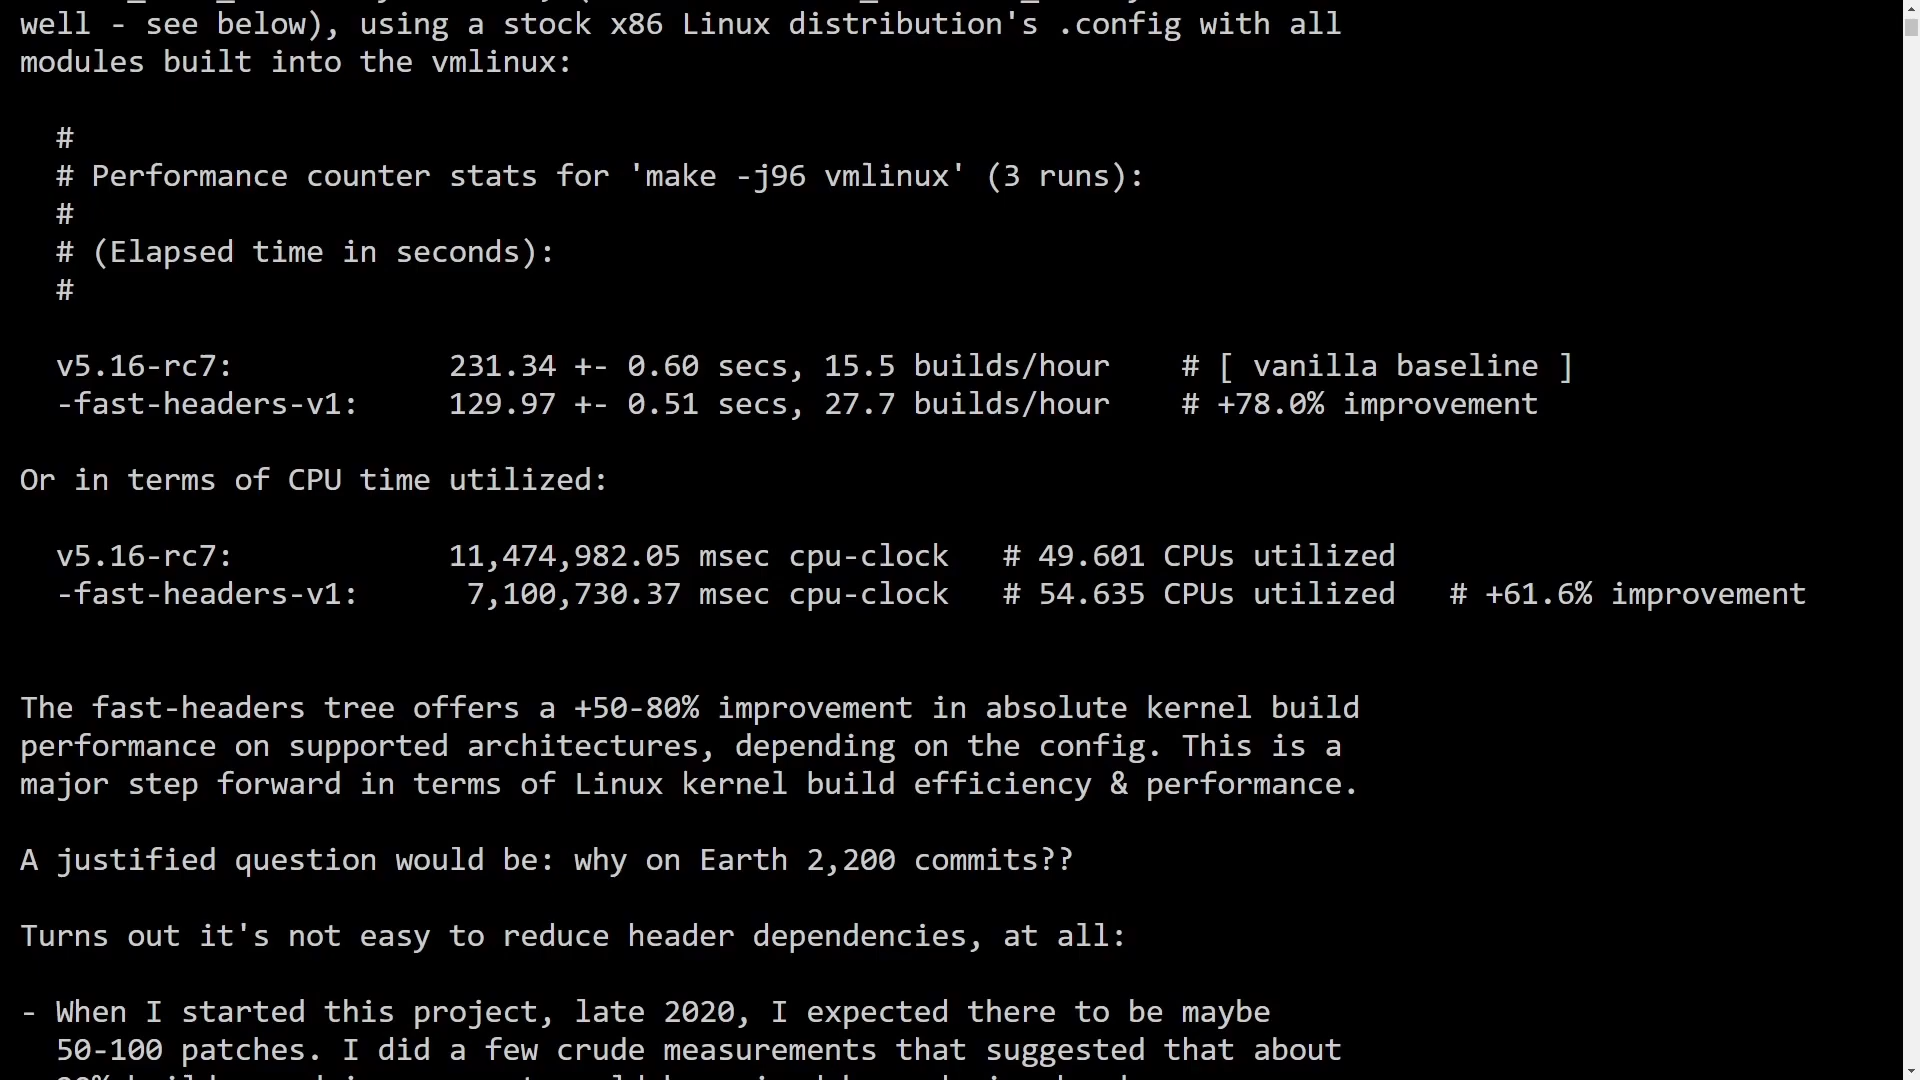 well - see below), using a stock x86 Linux distribution's .config with all
modules built into the vmlinux:
#
# Performance counter stats for 'make -j96 vmlinux' (3 runs):
#
# (Elapsed time in seconds):
#
v5.16-rc7: 231.34 +- 0.60 secs, 15.5 builds/hour # [ vanilla baseline ]
-fast-headers-v1: 129.97 +- 0.51 secs, 27.7 builds/hour # +78.0% improvement
Or in terms of CPU time utilized:
v5.16-rc7: 11,474,982.05 msec cpu-clock # 49.601 CPUs utilized
-fast-headers-v1: 7,100,730.37 msec cpu-clock # 54.635 CPUs utilized # +61.6% improvement
The fast-headers tree offers a +50-80% improvement in absolute kernel build
performance on supported architectures, depending on the config. This is a
major step forward in terms of Linux kernel build efficiency & performance.
A justified question would be: why on Earth 2,200 commits??
Turns out it's not easy to reduce header dependencies, at all:
- When I started this project, late 2020, I expected there to be maybe
50-100 patches. I did a few crude measurements that suggested that about